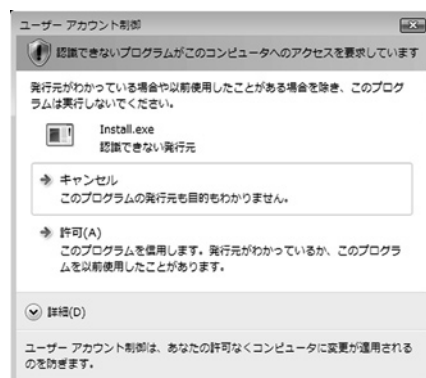 ユーザー アカウント制御
認識できないプログラムがこのコンピュータへのアクセスを要求しています
発行元がわかっている場合や以前使用したことがある場合を除き、このプログ
ラムは実行しないでください。
Install.exe
認識できない発行元
キャンセル
このプログラムの発行元も目的もわかりません。
許可(A)
このプログラムを信用します。発行元がわかっているか、このプログラ
ムを以前使用したことがあります。
詳細(D)
ユーザー アカウント制御は、あなたの許可なくコンピュータに変更が適用される
のを防ぎます。